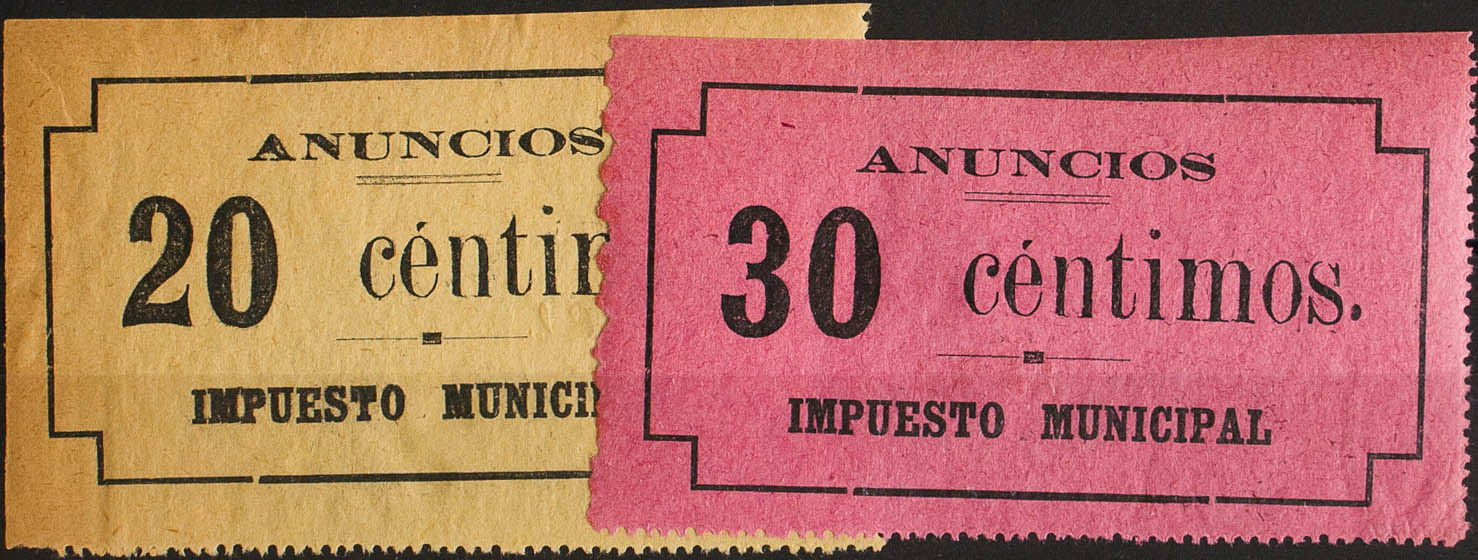 ANUNCIOS
20 céntim
IMPUESTO MUNICI
ANUNCIOS
30 céntimos.
IMPUESTO MUNICIPAL